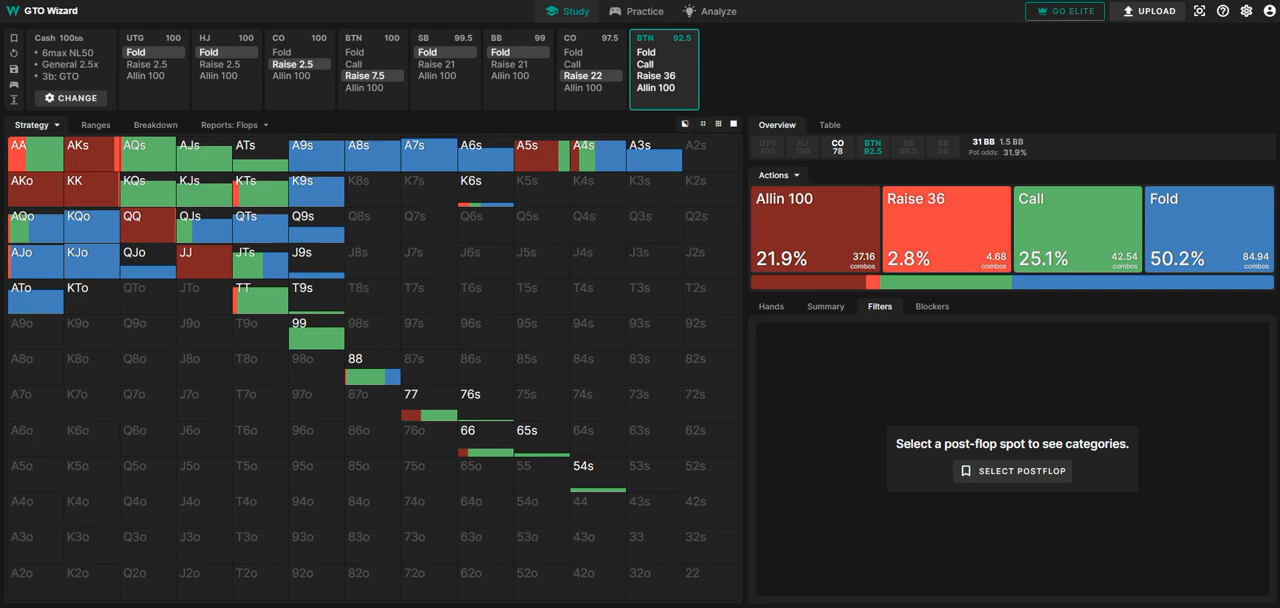 GTO Wizard
Study
Practice
Analyze
GO ELITE
UPLOAD
Cash 100bb
• 6max NL50
• General 2.5x
• 3b: GTO
CHANGE
UTG 100
Fold
Raise 2.5
Allin 100
HJ 100
Fold
Raise 2.5
Allin 100
CO 100
Fold
Raise 2.5
Allin 100
BTN 100
Fold
Call
Raise 7.5
Allin 100
SB 99.5
Fold
Raise 21
Allin 100
BB 99
Fold
Raise 21
Allin 100
CO 97.5
Fold
Call
Raise 22
Allin 100
BTN 92.5
Fold
Call
Raise 36
Allin 100
Strategy Ranges Breakdown Reports: Flops
AA AKs AQs AJs ATs A9s A8s A7s A6s A5s A4s A3s A2s
AKo KK KQs KJs KTs K9s K8s K7s K6s K5s K4s K3s K2s
AQo KQo QQ QJs QTs Q9s Q8s Q7s Q6s Q5s Q4s Q3s Q2s
AJo KJo QJo JJ JTs J9s J8s J7s J6s J5s J4s J3s J2s
ATo KTo QTo JTo TT T9s T8s T7s T6s T5s T4s T3s T2s
A9o K9o Q9o J9o T9o 99 98s 97s 96s 95s 94s 93s 92s
A8o K8o Q8o J8o T8o 98o 88 87s 86s 85s 84s 83s 82s
A7o K7o Q7o J7o T7o 97o 87o 77 76s 75s 74s 73s 72s
A6o K6o Q6o J6o T6o 96o 86o 76o 66 65s 64s 63s 62s
A5o K5o Q5o J5o T5o 95o 85o 75o 65o 55 54s 53s 52s
A4o K4o Q4o J4o T4o 94o 84o 74o 64o 54o 44 43s 42s
A3o K3o Q3o J3o T3o 93o 83o 73o 63o 53o 43o 33 32s
A2o K2o Q2o J2o T2o 92o 82o 72o 62o 52o 42o 32o 22
Overview Table
UTG 100
HJ 100
CO 78
BTN 92.5
SB 99.5
BB 99
31 BB 1.5 BB
Pot odds: 31.9%
Actions
Allin 100
21.9%
37.16 combos
Raise 36
2.8%
4.68 combos
Call
25.1%
42.54 combos
Fold
50.2%
84.94 combos
Hands Summary Filters Blockers
Select a post-flop spot to see categories.
SELECT POSTFLOP